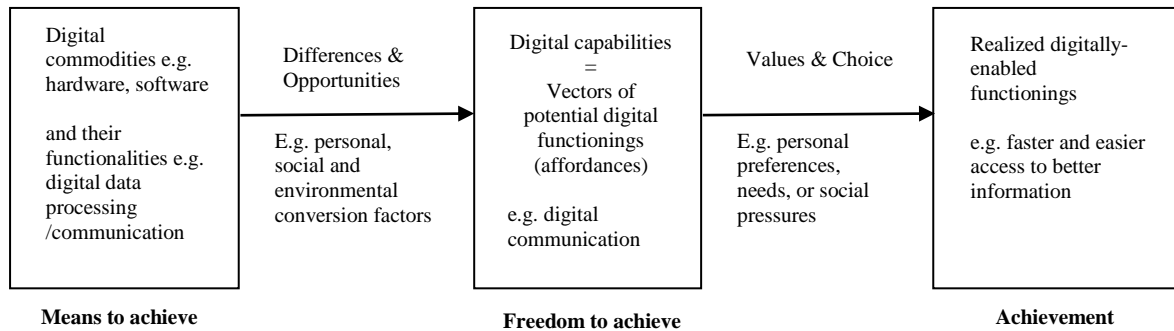 Digital
commodities e.g.
hardware, software
and their
functionalities e.g.
digital data
processing
/communication
Differences &
Opportunities
E.g. personal,
social and
environmental
conversion factors
Digital capabilities
=
Vectors of
potential digital
functionings
(affordances)
e.g. digital
communication
Values & Choice
E.g. personal
preferences,
needs, or social
pressures
Realized digitally-
enabled
functionings
e.g. faster and easier
access to better
information
Means to achieve
Freedom to achieve
Achievement